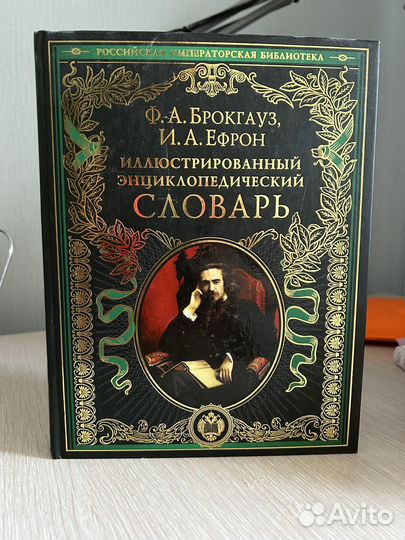 РОССИЙСКАЯ ИМПЕРАТОРСКАЯ БИБЛИОТЕКА
Ф. А. БРОКГАУЗ,
И. А. ЕФРОН
ИЛЛЮСТРИРОВАННЫЙ
ЭНЦИКЛОПЕДИЧЕСКИЙ
СЛОВАРЬ
Avito